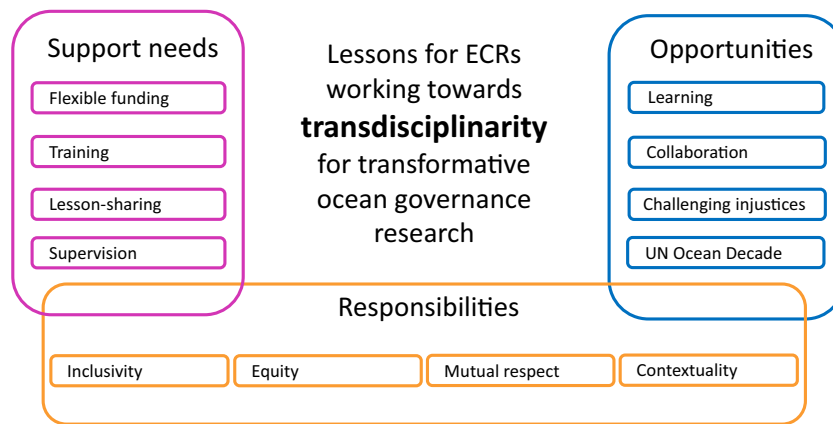 Support needs
Flexible funding
Training
Lesson-sharing
Supervision
Lessons for ECRs
working towards
transdisciplinarity
for transformative
ocean governance
research
Opportunities
Learning
Collaboration
Challenging injustices
UN Ocean Decade
Responsibilities
Inclusivity
Equity
Mutual respect
Contextuality